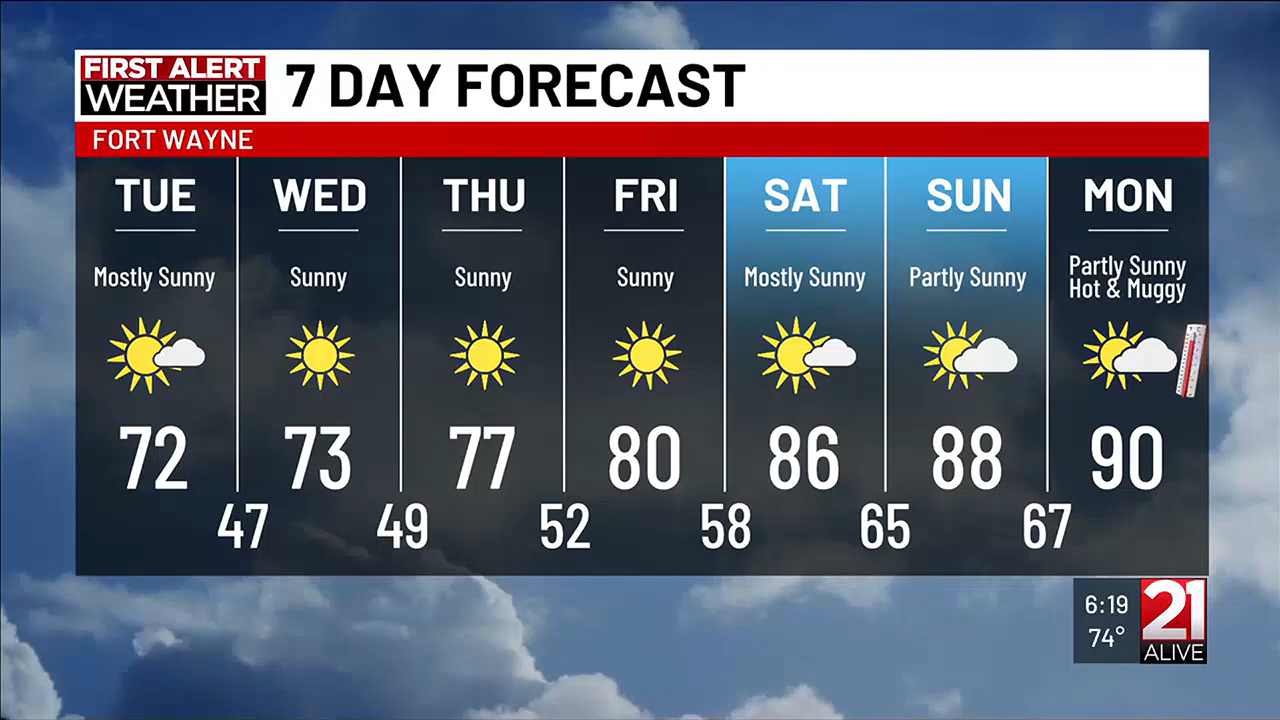 FIRST ALERT
WEATHER
7 DAY FORECAST
FORT WAYNE
TUE WED THU FRI SAT SUN MON
Mostly Sunny Sunny Sunny Sunny Mostly Sunny Partly Sunny Partly Sunny
Hot & Muggy
72 73 77 80 86 88 90
47 49 52 58 65 67
6:19
74°
21
ALIVE